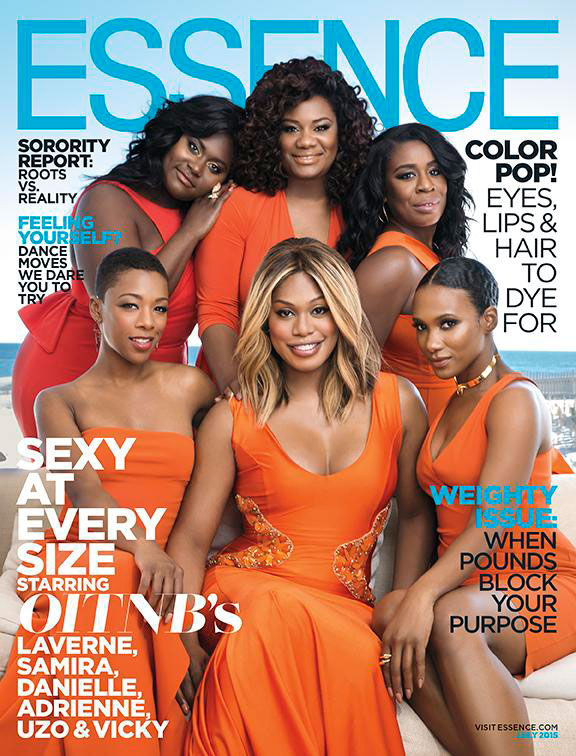 ESSENCE
SORORITY
REPORT:
ROOTS
VS.
REALITY
FEELING
YOURSELF?
DANCE
MOVES
WE DARE
YOU TO
TRY
COLOR
POP!
EYES,
LIPS &
HAIR
TO
DYE
FOR
SEXY
AT
EVERY
SIZE
STARRING
OITNB's
LAVERNE,
SAMIRA,
DANIELLE,
ADRIENNE,
UZO & VICKY
WEIGHTY
ISSUE:
WHEN
POUNDS
BLOCK
YOUR
PURPOSE
VISIT ESSENCE.COM
JULY 2015